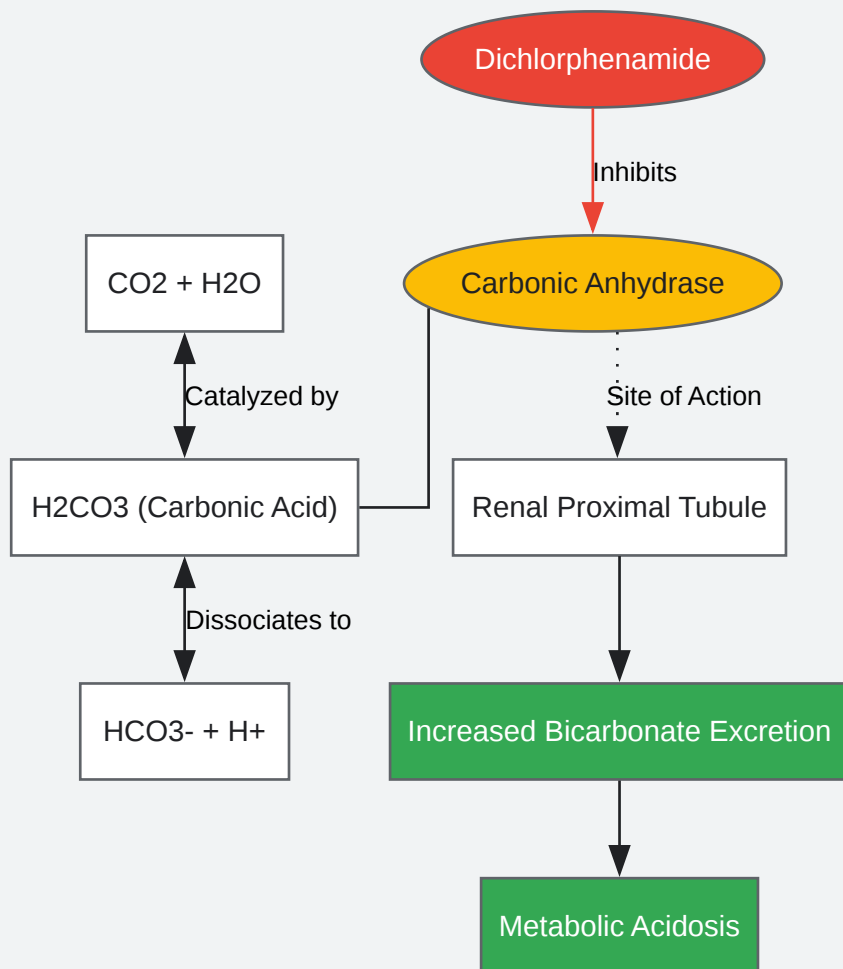 Dichlorphenamide
Inhibits
CO2 + H2O
Carbonic Anhydrase
Catalyzed by
Site of Action
H2CO3 (Carbonic Acid)
Renal Proximal Tubule
Dissociates to
HCO3- + H+
Increased Bicarbonate Excretion
Metabolic Acidosis